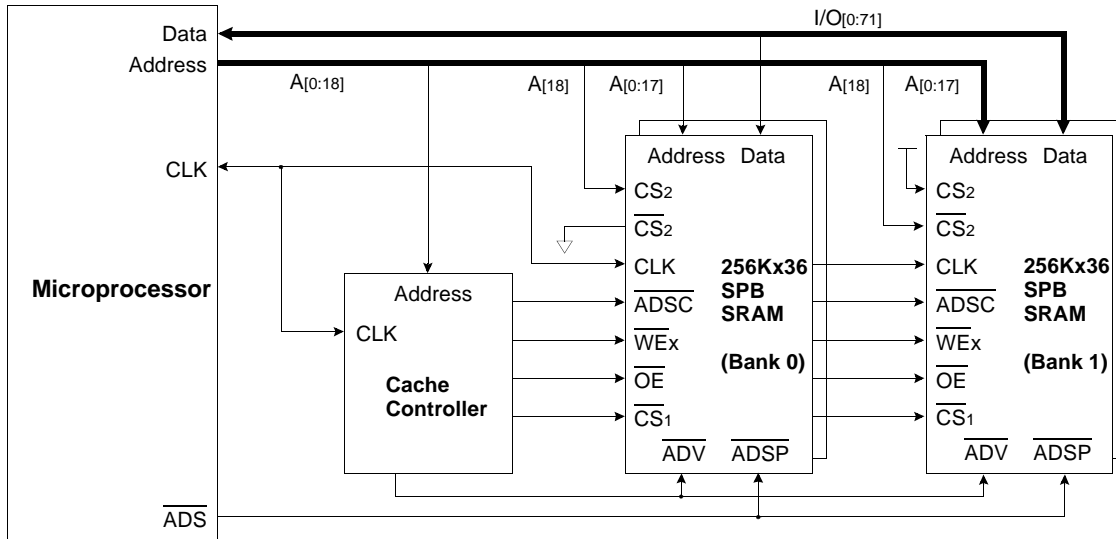 I/O[0:71]
Data
Address
A[0:18]
A[18]
A[0:17]
A[18]
A[0:17]
CLK
Microprocessor
ADS
Address
CLK
Cache
Controller
Address Data
CS2
CS2
CLK
ADSC
WEx
OE
CS1
ADV ADSP
256Kx36
SPB
SRAM
(Bank 0)
Address Data
CS2
CS2
CLK
ADSC
WEx
OE
CS1
ADV ADSP
256Kx36
SPB
SRAM
(Bank 1)